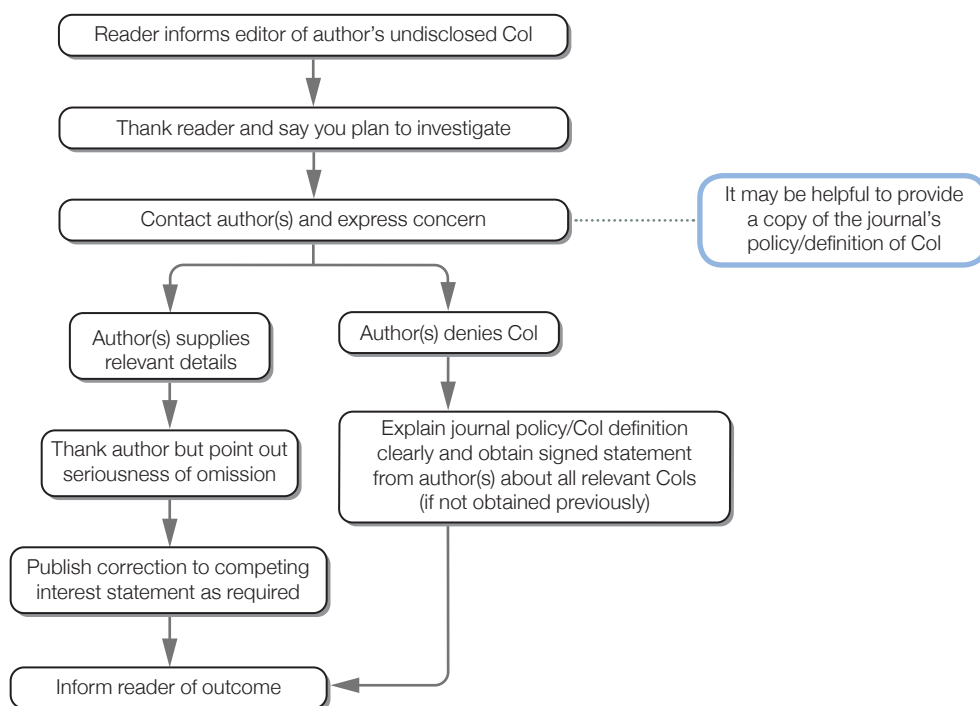 Reader informs editor of author's undisclosed CoI
Thank reader and say you plan to investigate
Contact author(s) and express concern
It may be helpful to provide
a copy of the journal's
policy/definition of CoI
Author(s) supplies
relevant details
Author(s) denies CoI
Thank author but point out
seriousness of omission
Explain journal policy/CoI definition
clearly and obtain signed statement
from author(s) about all relevant CoIs
(if not obtained previously)
Publish correction to competing
interest statement as required
Inform reader of outcome